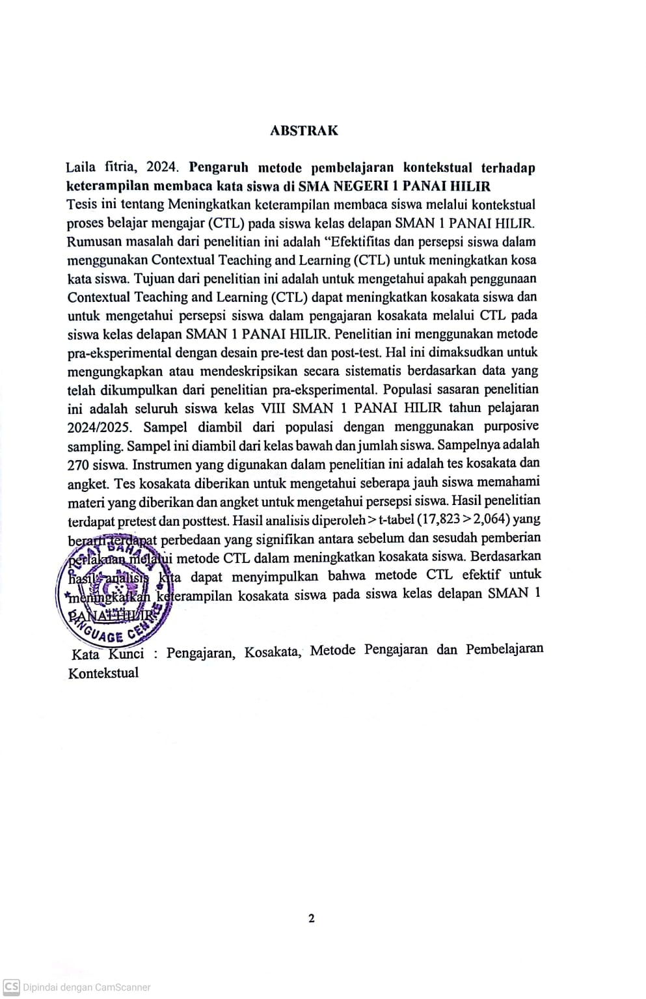 ABSTRAK
Laila fitria, 2024. Pengaruh metode pembelajaran kontekstual terhadap
keterampilan membaca kata siswa di SMA NEGERI 1 PANAI HILIR
Tesis ini tentang Meningkatkan keterampilan membaca siswa melalui kontekstual
proses belajar mengajar (CTL) pada siswa kelas delapan SMAN 1 PANAI HILIR.
Rumusan masalah dari penelitian ini adalah “Efektifitas dan persepsi siswa dalam
menggunakan Contextual Teaching and Learning (CTL) untuk meningkatkan kosa
kata siswa. Tujuan dari penelitian ini adalah untuk mengetahui apakah penggunaan
Contextual Teaching and Learning (CTL) dapat meningkatkan kosakata siswa dan
untuk mengetahui persepsi siswa dalam pengajaran kosakata melalui CTL pada
siswa kelas delapan SMAN 1 PANAI HILIR. Penelitian ini menggunakan metode
pra-eksperimental dengan desain pre-test dan post-test. Hal ini dimaksudkan untuk
mengungkapkan atau mendeskripsikan secara sistematis berdasarkan data yang
telah dikumpulkan dari penelitian pra-eksperimental. Populasi sasaran penelitian
ini adalah seluruh siswa kelas VIII SMAN 1 PANAI HILIR tahun pelajaran
2024/2025. Sampel diambil dari populasi dengan menggunakan purposive
sampling. Sampel ini diambil dari kelas bawah dan jumlah siswa. Sampelnya adalah
270 siswa. Instrumen yang digunakan dalam penelitian ini adalah tes kosakata dan
angket. Tes kosakata diberikan untuk mengetahui seberapa jauh siswa memahami
materi yang diberikan dan angket untuk mengetahui persepsi siswa. Hasil penelitian
terdapat pretest dan posttest. Hasil analisis diperoleh > t-tabel (17,823 > 2,064) yang
berarti terdapat perbedaan yang signifikan antara sebelum dan sesudah pemberian
perlakuan melalui metode CTL dalam meningkatkan kosakata siswa. Berdasarkan
hasil analisis kita dapat menyimpulkan bahwa metode CTL efektif untuk
meningkatkan keterampilan kosakata siswa pada siswa kelas delapan SMAN 1
PANAI HILIR.
PUSAT BAHASA
LANGUAGE CENTRE
Kata Kunci : Pengajaran, Kosakata, Metode Pengajaran dan Pembelajaran
Kontekstual
2
CS Dipindai dengan CamScanner